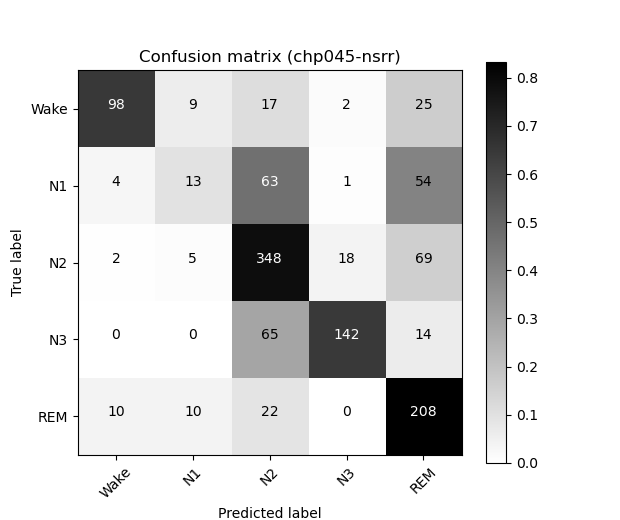 Confusion matrix (chp045-nsrr)
True label
Wake 98 9 17 2 25
N1 4 13 63 1 54
N2 2 5 348 18 69
N3 0 0 65 142 14
REM 10 10 22 0 208
Wake N1 N2 N3 REM
Predicted label
0.8
0.7
0.6
0.5
0.4
0.3
0.2
0.1
0.0